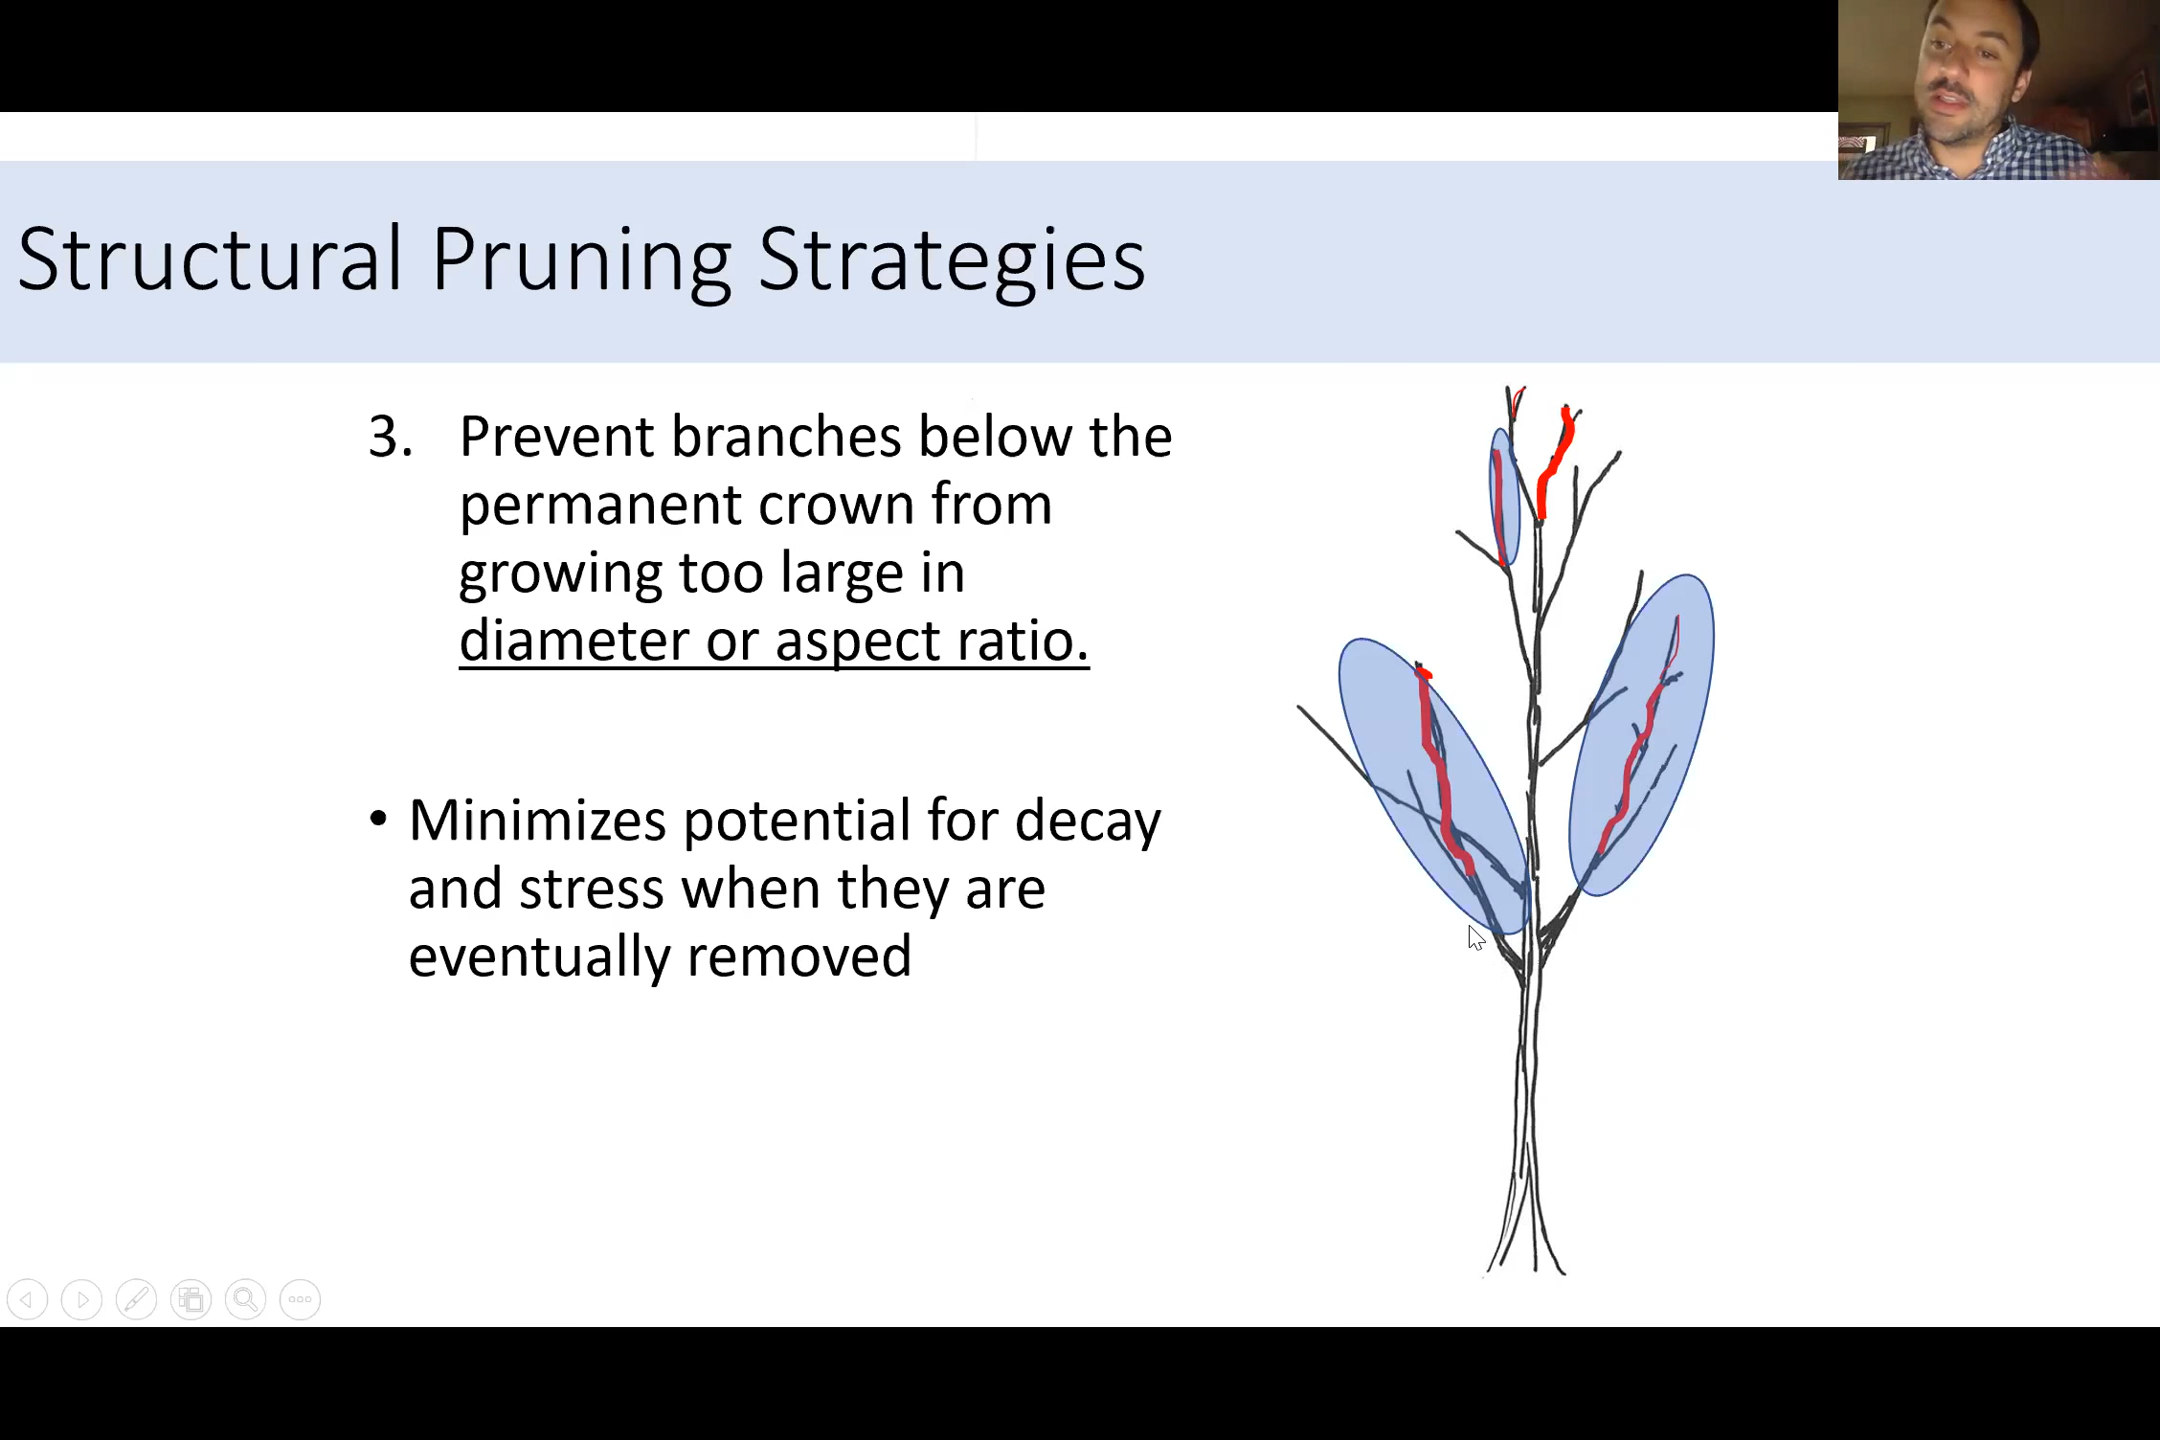 Structural Pruning Strategies
3. Prevent branches below the
permanent crown from
growing too large in
diameter or aspect ratio.
• Minimizes potential for decay
and stress when they are
eventually removed